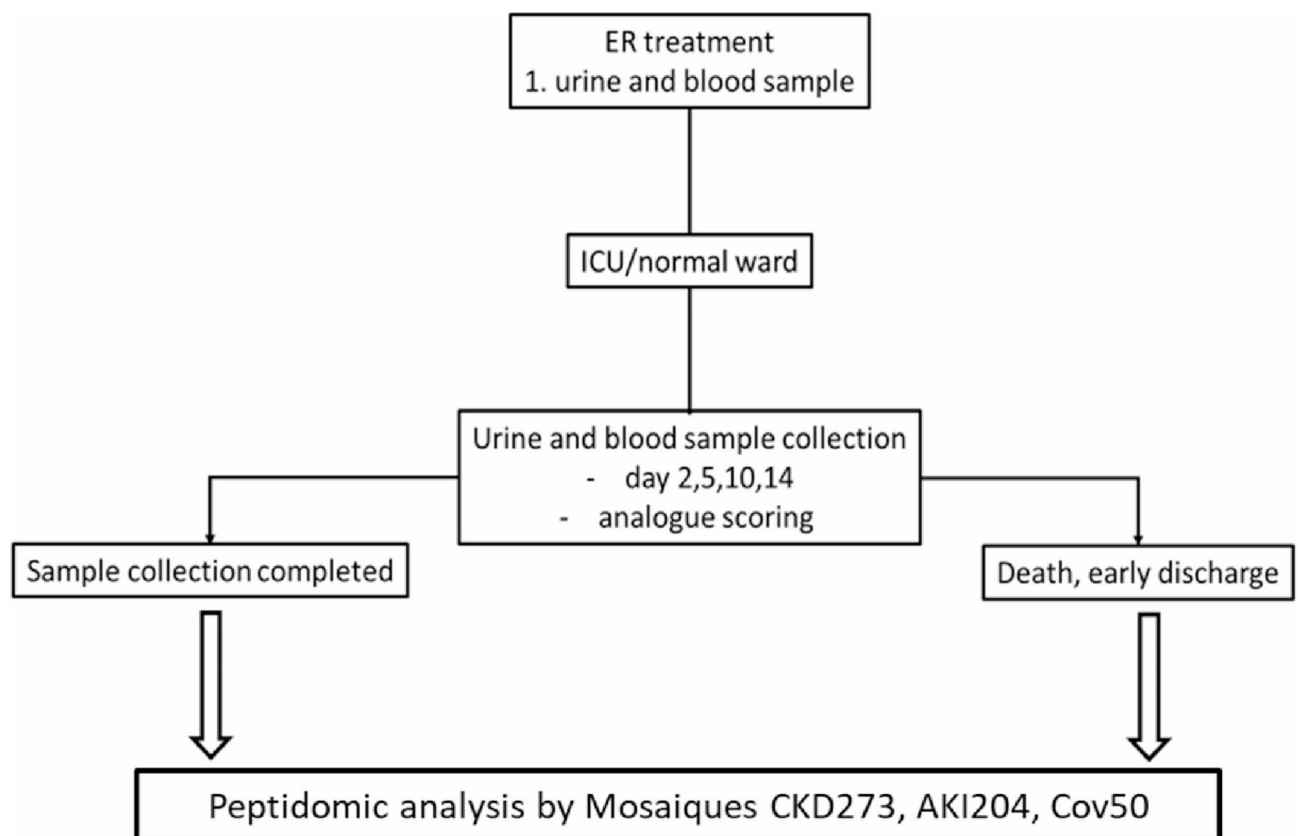 ER treatment
1. urine and blood sample
ICU/normal ward
Urine and blood sample collection
- day 2,5,10,14
- analogue scoring
Sample collection completed
Death, early discharge
Peptidomic analysis by Mosaiques CKD273, AKI204, Cov50